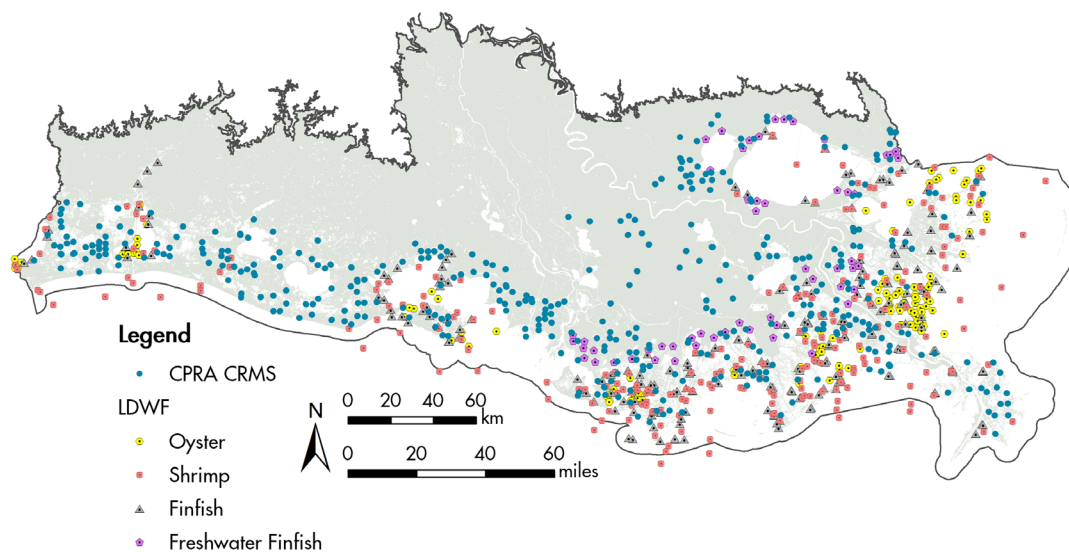 Legend
CPRA CRMS
LDWF
Oyster
Shrimp
Finfish
Freshwater Finfish
N
0 20 40 60
km
0 20 40 60
miles